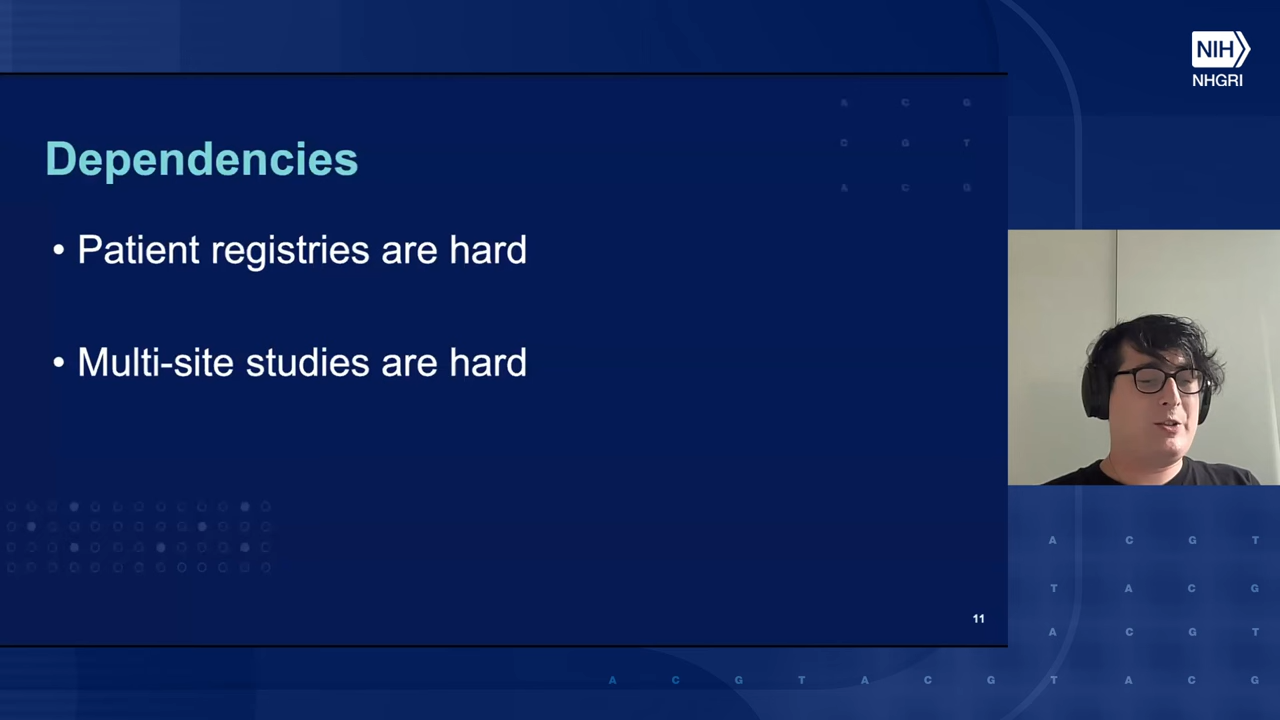 NIH
NHGRI
A C G
Dependencies
C G T
A C G
• Patient registries are hard
• Multi-site studies are hard
A C G T
T A C G
11
A C G T
A C G T A C G T A C G